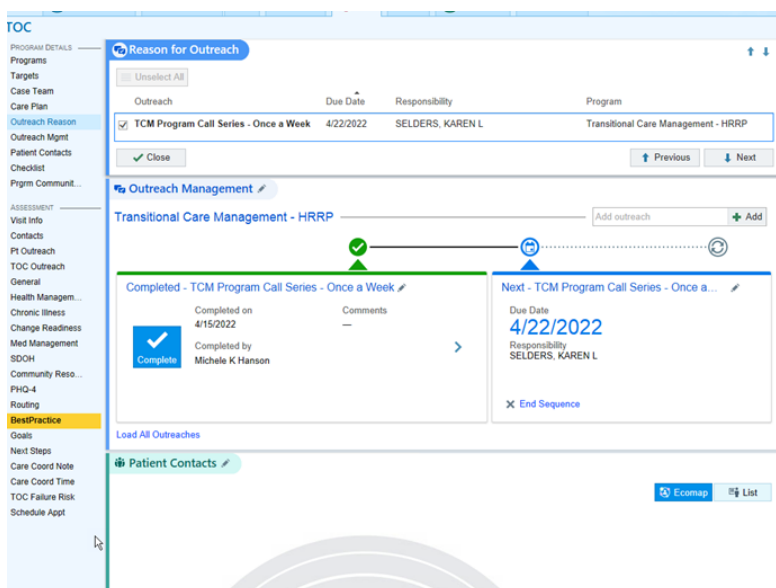 TOC
PROGRAM DETAILS
Programs
Targets
Case Team
Care Plan
Outreach Reason
Outreach Mgmt
Patient Contacts
Checklist
Prgrm Communit...
ASSESSMENT
Visit Info
Contacts
Pt Outreach
TOC Outreach
General
Health Managem...
Chronic Illness
Change Readiness
Med Management
SDOH
Community Reso...
PHQ-4
Routing
BestPractice
Goals
Next Steps
Care Coord Note
Care Coord Time
TOC Failure Risk
Schedule Appt
Reason for Outreach
Unselect All
Outreach Due Date Responsibility Program
TCM Program Call Series - Once a Week 4/22/2022 SELDERS, KAREN L Transitional Care Management - HRRP
Close Previous Next
Outreach Management
Transitional Care Management - HRRP Add outreach Add
Completed - TCM Program Call Series - Once a Week
Completed on Comments
4/15/2022 —
Completed by
Michele K Hanson
Complete
Next - TCM Program Call Series - Once a...
Due Date
4/22/2022
Responsibility
SELDERS, KAREN L
End Sequence
Load All Outreaches
Patient Contacts
Ecomap List